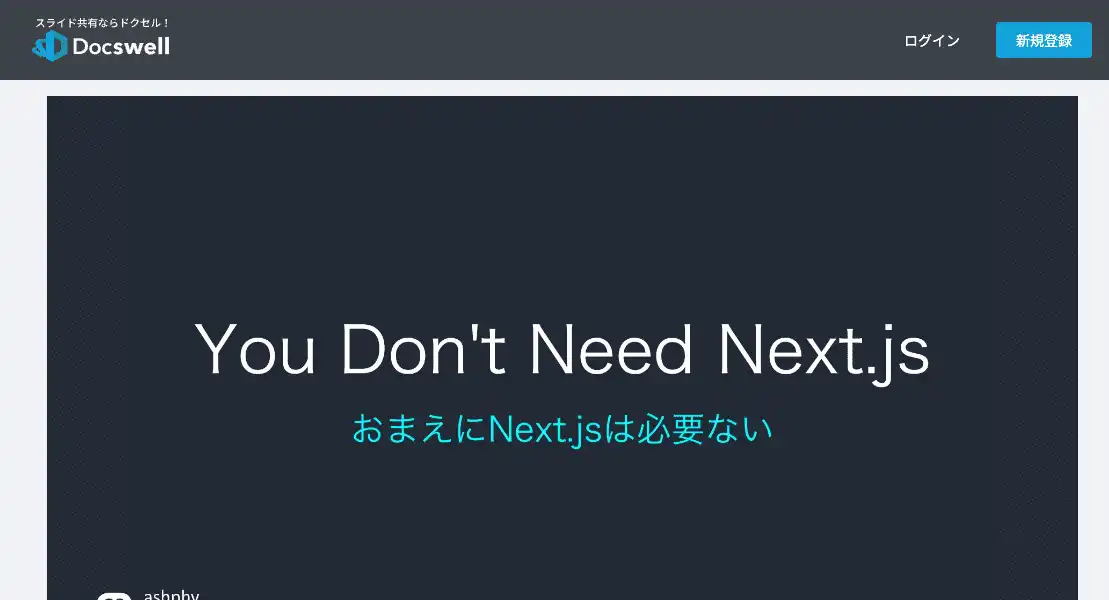 スライド共有ならドクセル！
Docswell
ログイン
新規登録
You Don't Need Next.js
おまえにNext.jsは必要ない
ashphy